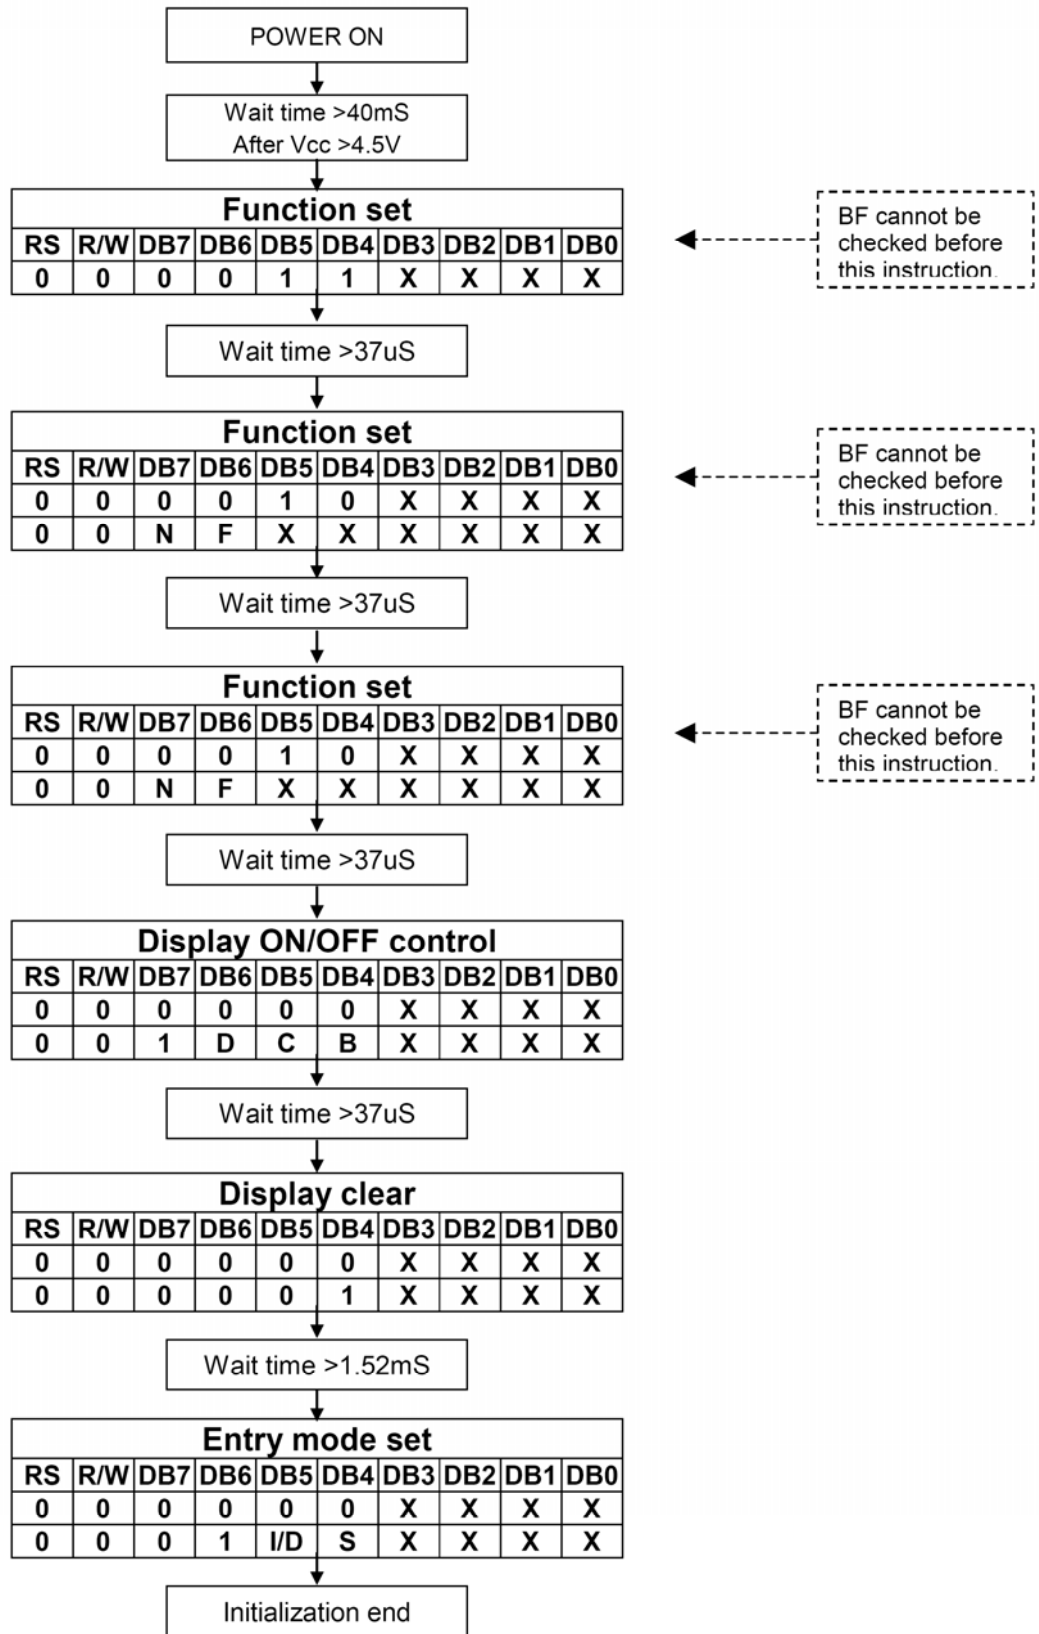 POWER ON
Wait time >40mS
After Vcc >4.5V
Function set
RS R/W DB7 DB6 DB5 DB4 DB3 DB2 DB1 DB0
0 0 0 0 1 1 X X X X
BF cannot be
checked before
this instruction.
Wait time >37uS
Function set
RS R/W DB7 DB6 DB5 DB4 DB3 DB2 DB1 DB0
0 0 0 0 1 0 X X X X
0 0 N F X X X X X X
BF cannot be
checked before
this instruction.
Wait time >37uS
Function set
RS R/W DB7 DB6 DB5 DB4 DB3 DB2 DB1 DB0
0 0 0 0 1 0 X X X X
0 0 N F X X X X X X
BF cannot be
checked before
this instruction.
Wait time >37uS
Display ON/OFF control
RS R/W DB7 DB6 DB5 DB4 DB3 DB2 DB1 DB0
0 0 0 0 0 0 X X X X
0 0 1 D C B X X X X
Wait time >37uS
Display clear
RS R/W DB7 DB6 DB5 DB4 DB3 DB2 DB1 DB0
0 0 0 0 0 0 X X X X
0 0 0 0 0 1 X X X X
Wait time >1.52mS
Entry mode set
RS R/W DB7 DB6 DB5 DB4 DB3 DB2 DB1 DB0
0 0 0 0 0 0 X X X X
0 0 0 1 I/D S X X X X
Initialization end